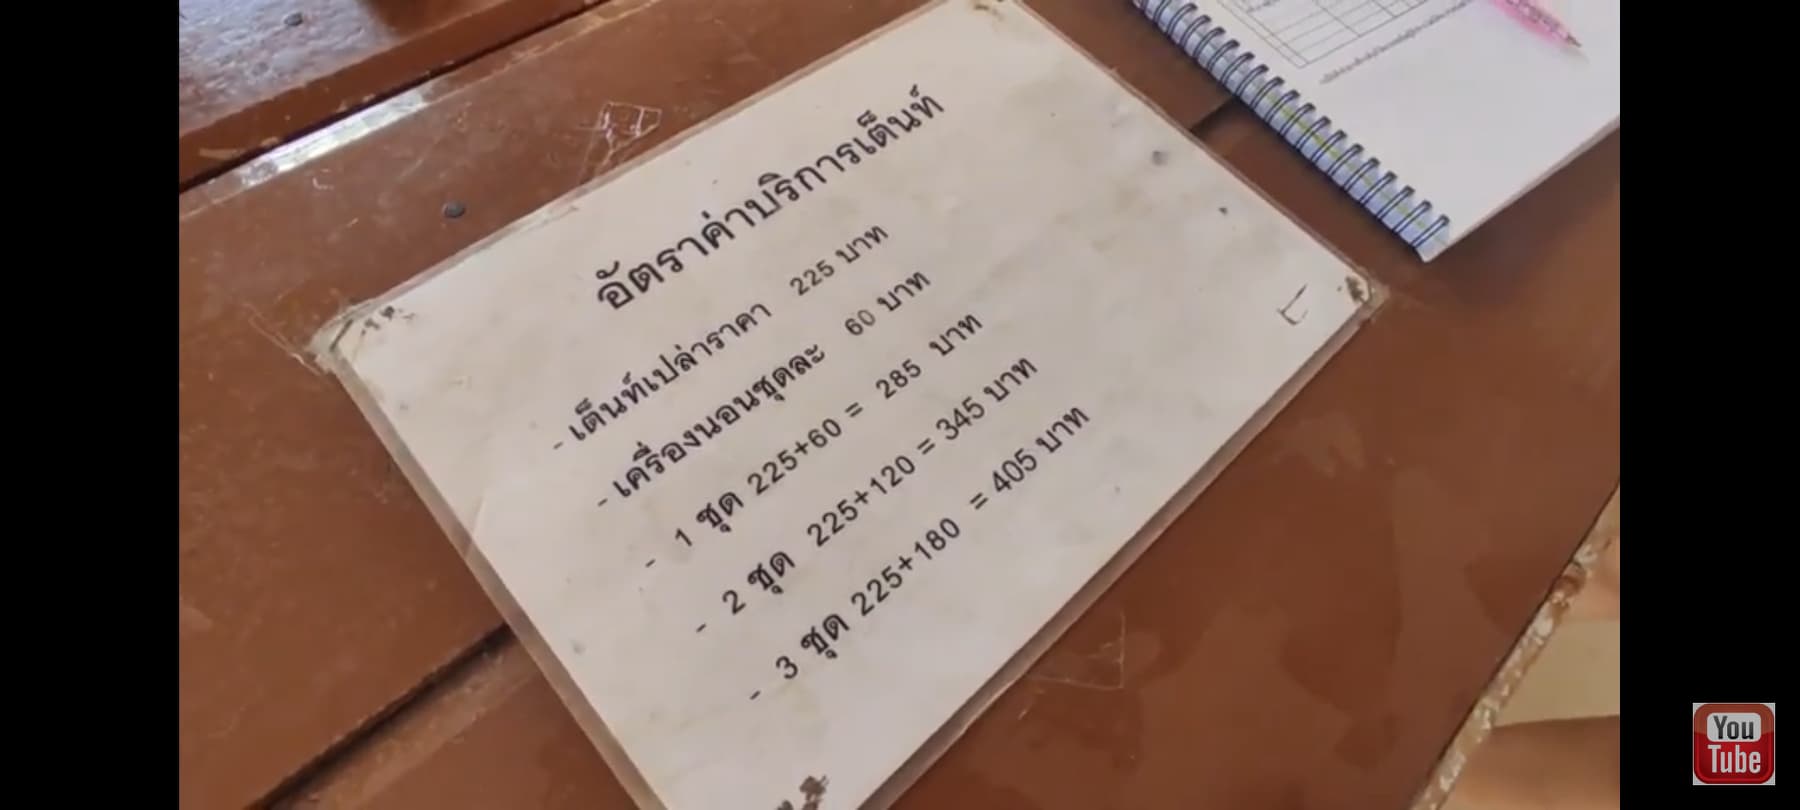 อัตราค่าบริการเต็นท์
- เต็นท์เปล่าราคา 225 บาท
- เครื่องนอนชุดละ 60 บาท
- 1 ชุด 225+60 = 285 บาท
- 2 ชุด 225+120 = 345 บาท
- 3 ชุด 225+180 = 405 บาท
You
Tube